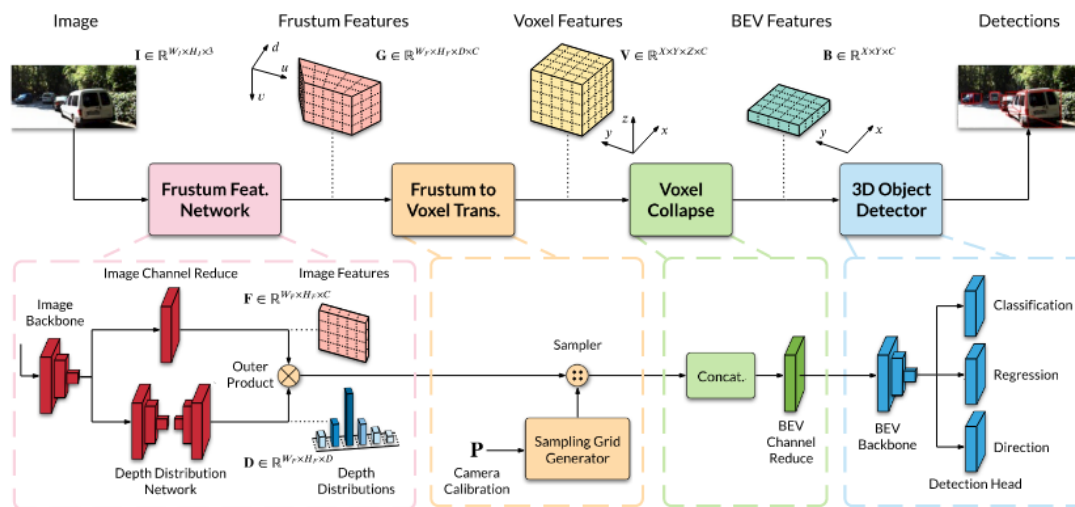 Image
Frustum Features
Voxel Features
BEV Features
Detections
I ∈ ℝ^{W_I×H_I×3}
d
u
v
G ∈ ℝ^{W_F×H_F×D×C}
V ∈ ℝ^{X×Y×Z×C}
z
y
x
B ∈ ℝ^{X×Y×C}
y
x
Frustum Feat.
Network
Frustum to
Voxel Trans.
Voxel
Collapse
3D Object
Detector
Image Channel Reduce
Image Features
F ∈ ℝ^{W_F×H_F×C}
Image
Backbone
Outer
Product
Depth Distribution
Network
D ∈ ℝ^{W_F×H_F×D}
Depth
Distributions
Sampler
P
Camera
Calibration
Sampling Grid
Generator
Concat.
BEV
Channel
Reduce
BEV
Backbone
Classification
Regression
Direction
Detection Head